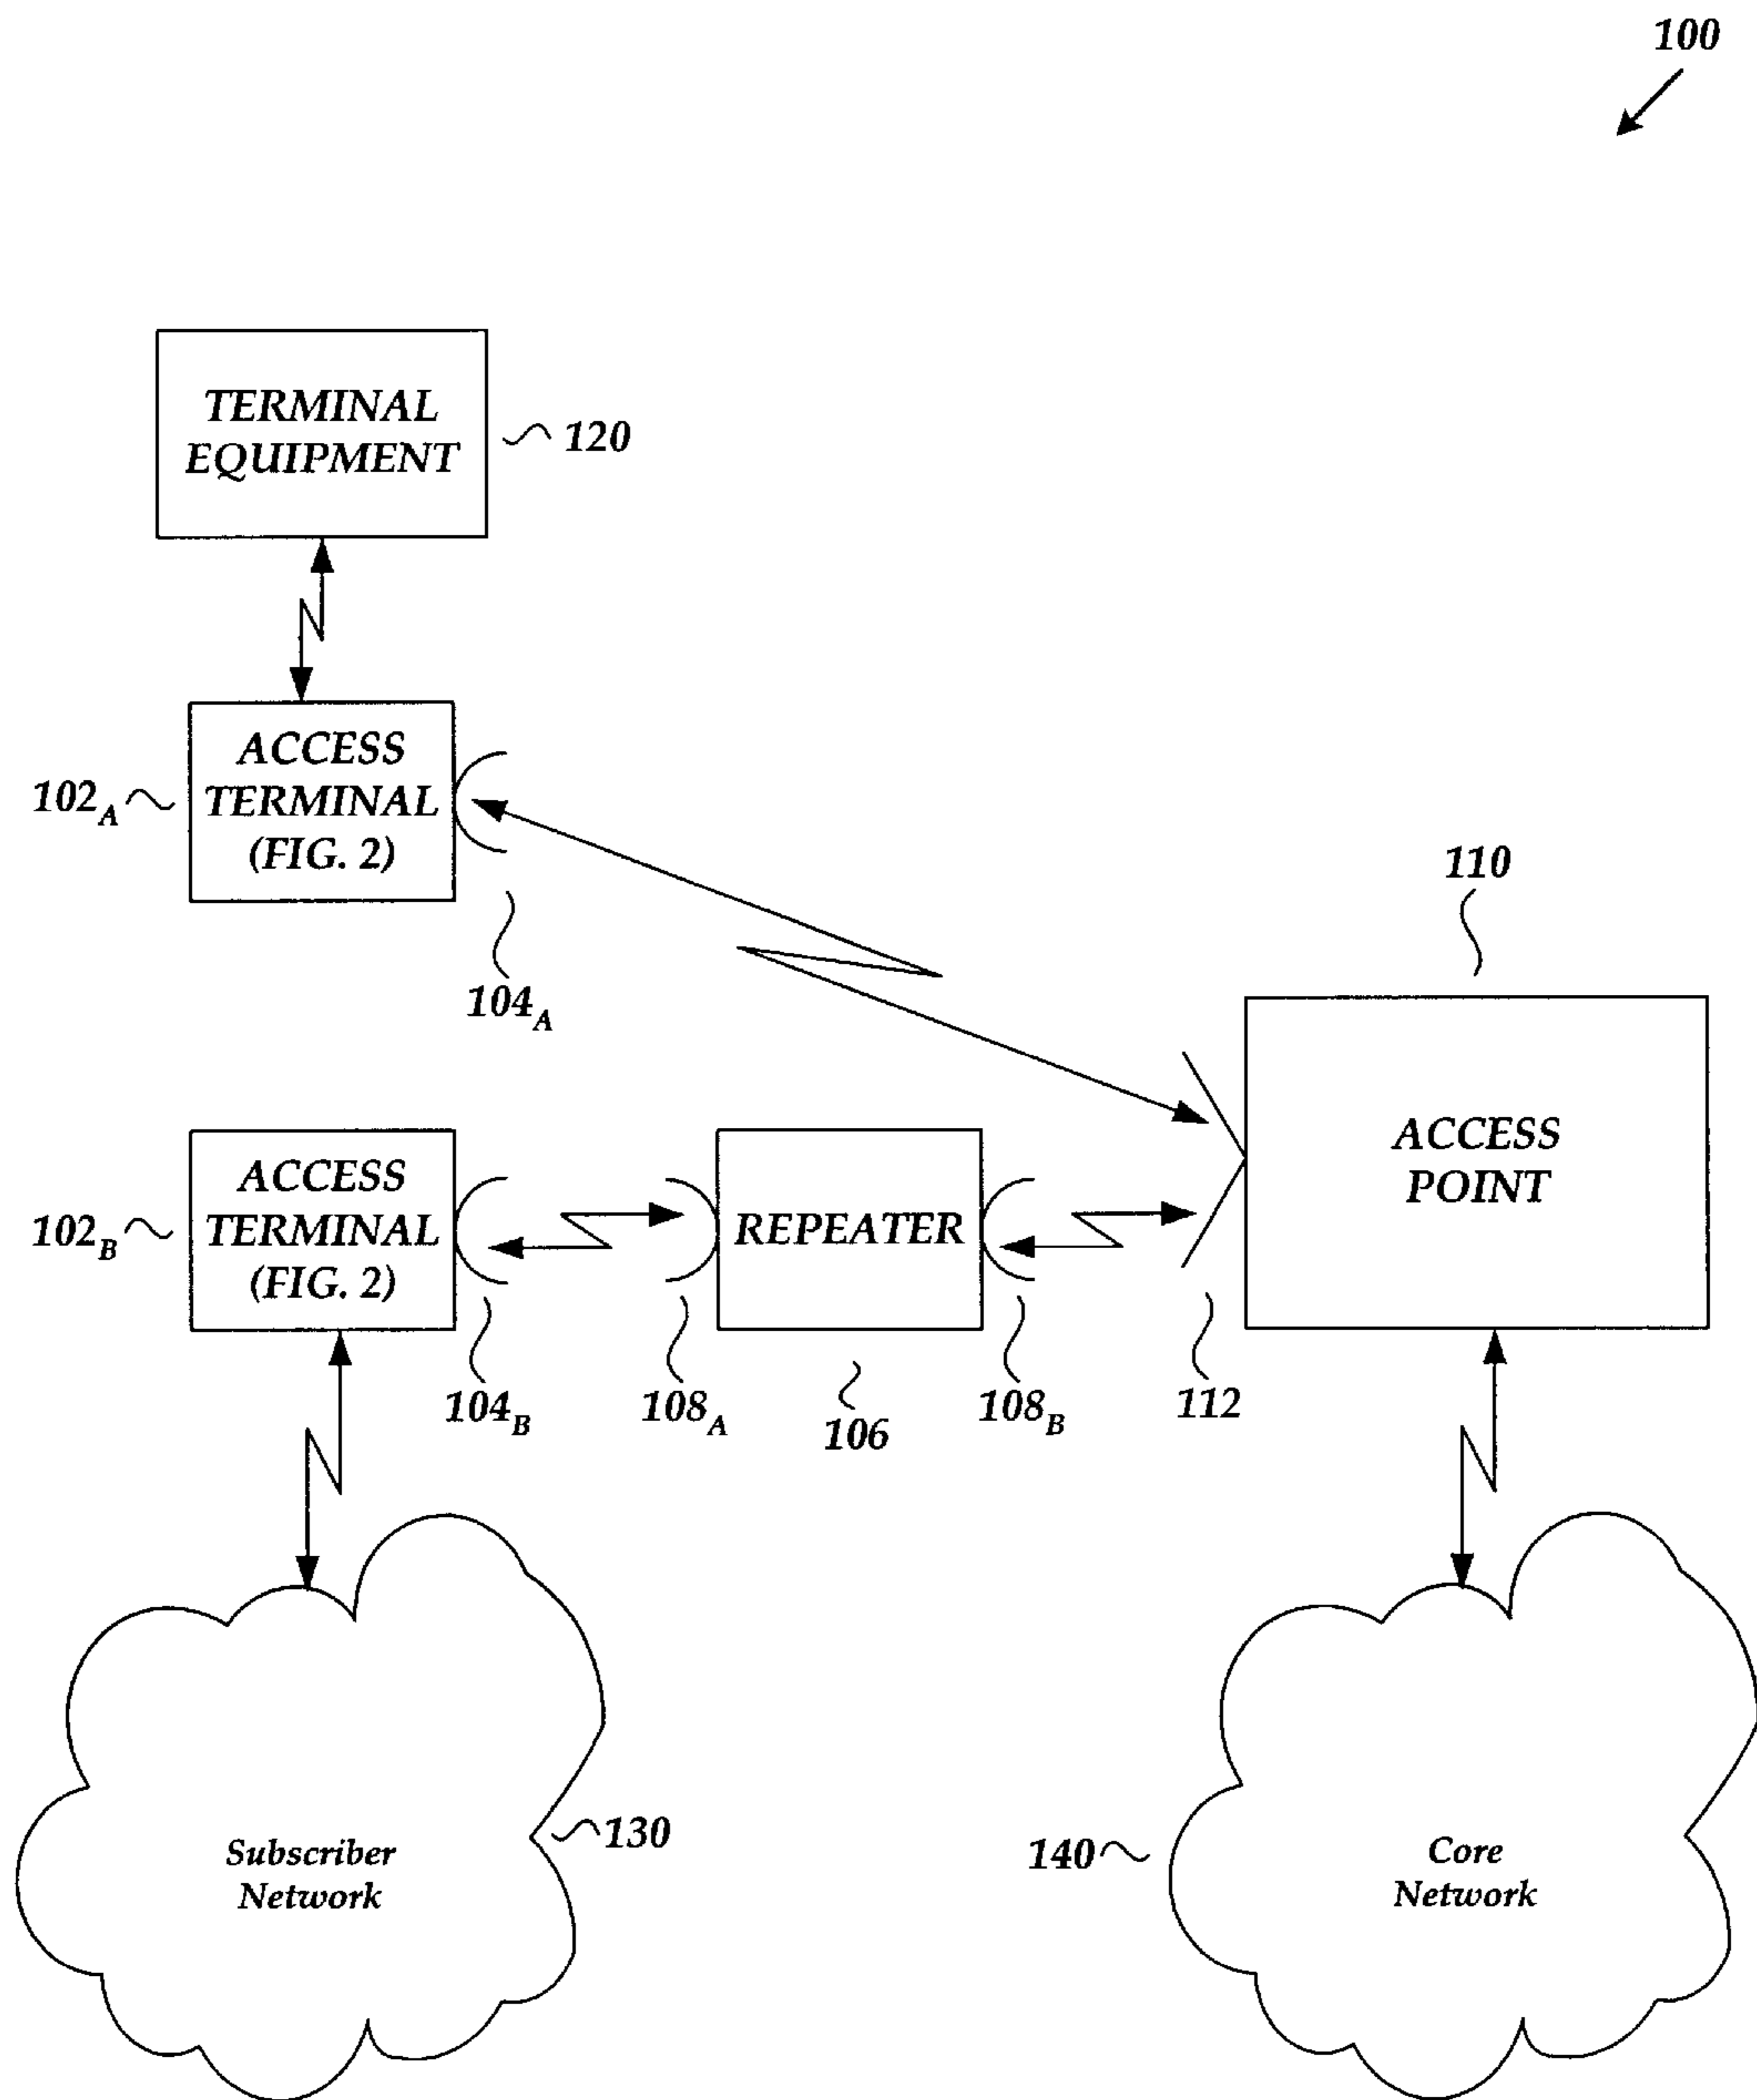 100
TERMINAL
EQUIPMENT
120
ACCESS
TERMINAL
(FIG. 2)
102A
104A
110
ACCESS
POINT
ACCESS
TERMINAL
(FIG. 2)
102B
REPEATER
104B
108A
106
108B
112
Subscriber
Network
130
140
Core
Network